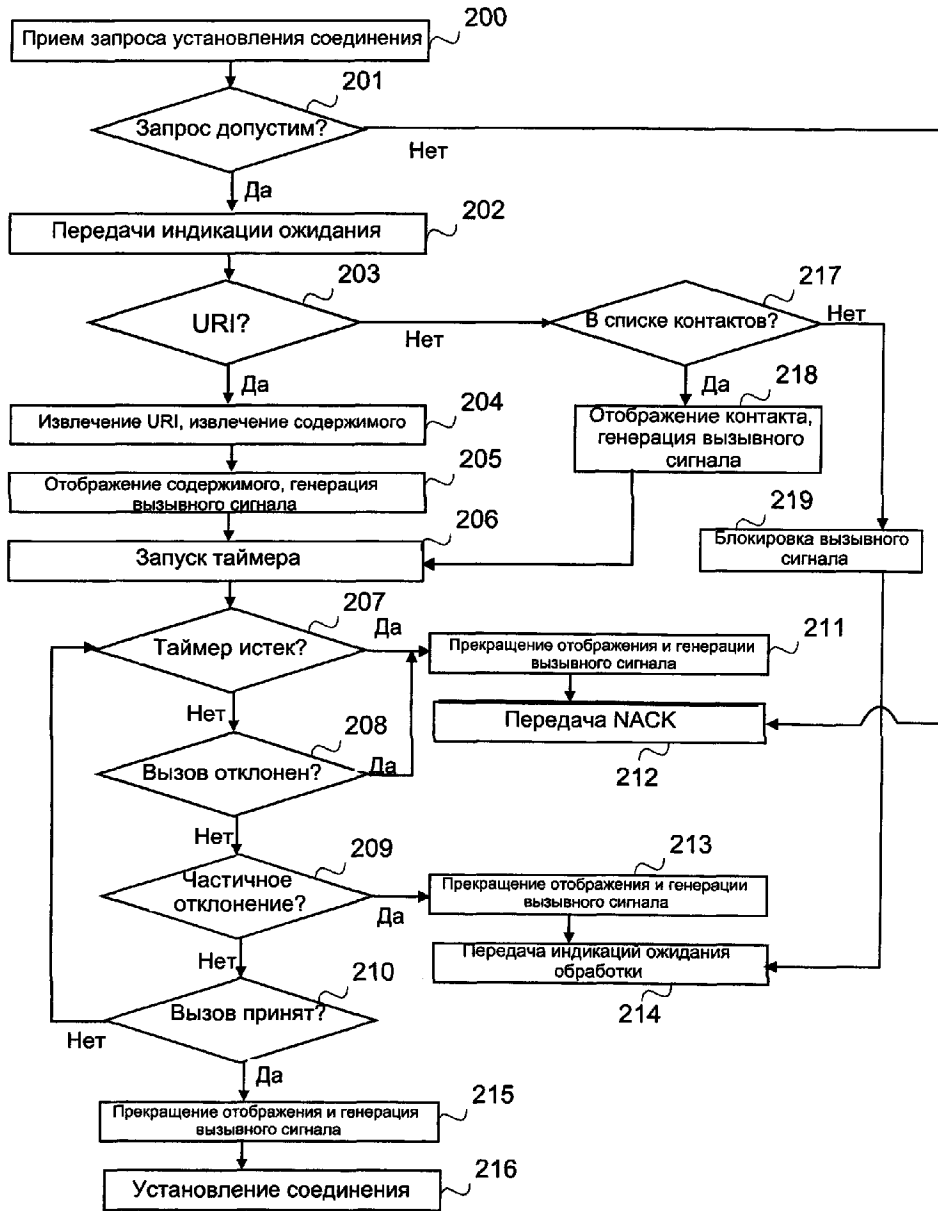 200
Прием запроса установления соединения
201
Запрос допустим?
Нет
Да
202
Передачи индикации ожидания
203
URI?
Нет
217
В списке контактов?
Нет
Да
Да
204
Извлечение URI, извлечение содержимого
218
Отображение контакта,
генерация вызывного
сигнала
205
Отображение содержимого, генерация
вызывного сигнала
206
Запуск таймера
219
Блокировка вызывного
сигнала
207
Таймер истек?
Да
211
Прекращение отображения и генерации
вызывного сигнала
Нет
Передача NACK
212
208
Вызов отклонен?
Да
Нет
209
Частичное
отклонение?
Да
213
Прекращение отображения и генерации
вызывного сигнала
Нет
Передача индикаций ожидания
обработки
214
210
Вызов принят?
Нет
Да
215
Прекращение отображения и генерация
вызывного сигнала
216
Установление соединения